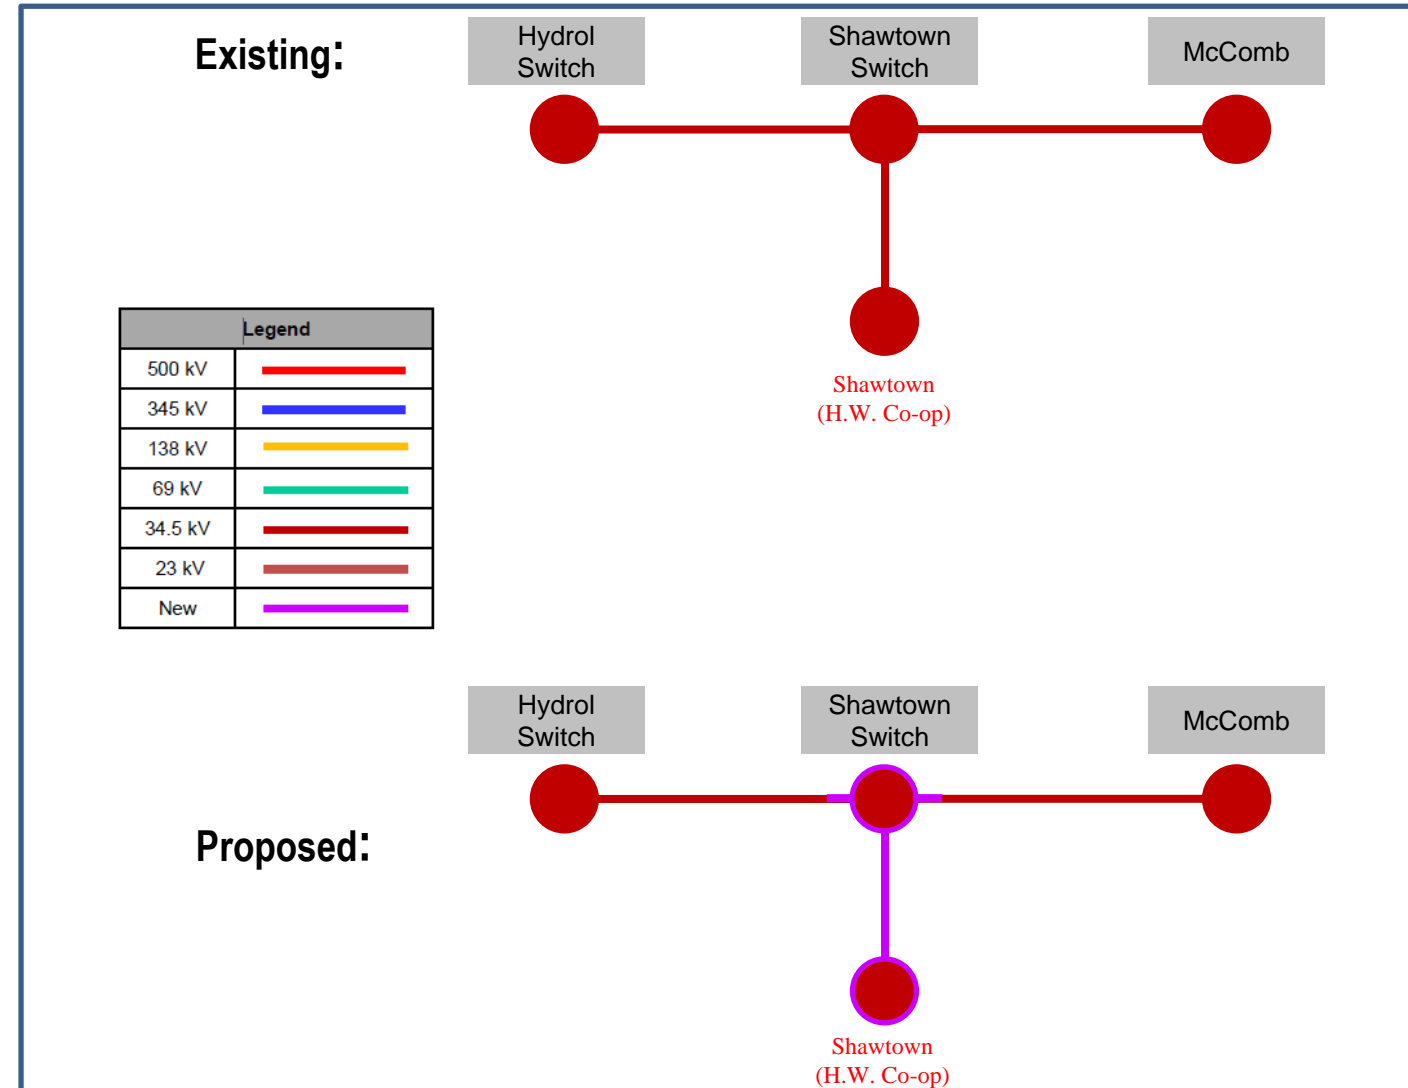 Existing:
Hydrol
Switch
Shawtown
Switch
McComb
Shawtown
(H.W. Co-op)
Legend
500 kV
345 kV
138 kV
69 kV
34.5 kV
23 kV
New
Hydrol
Switch
Shawtown
Switch
McComb
Proposed:
Shawtown
(H.W. Co-op)